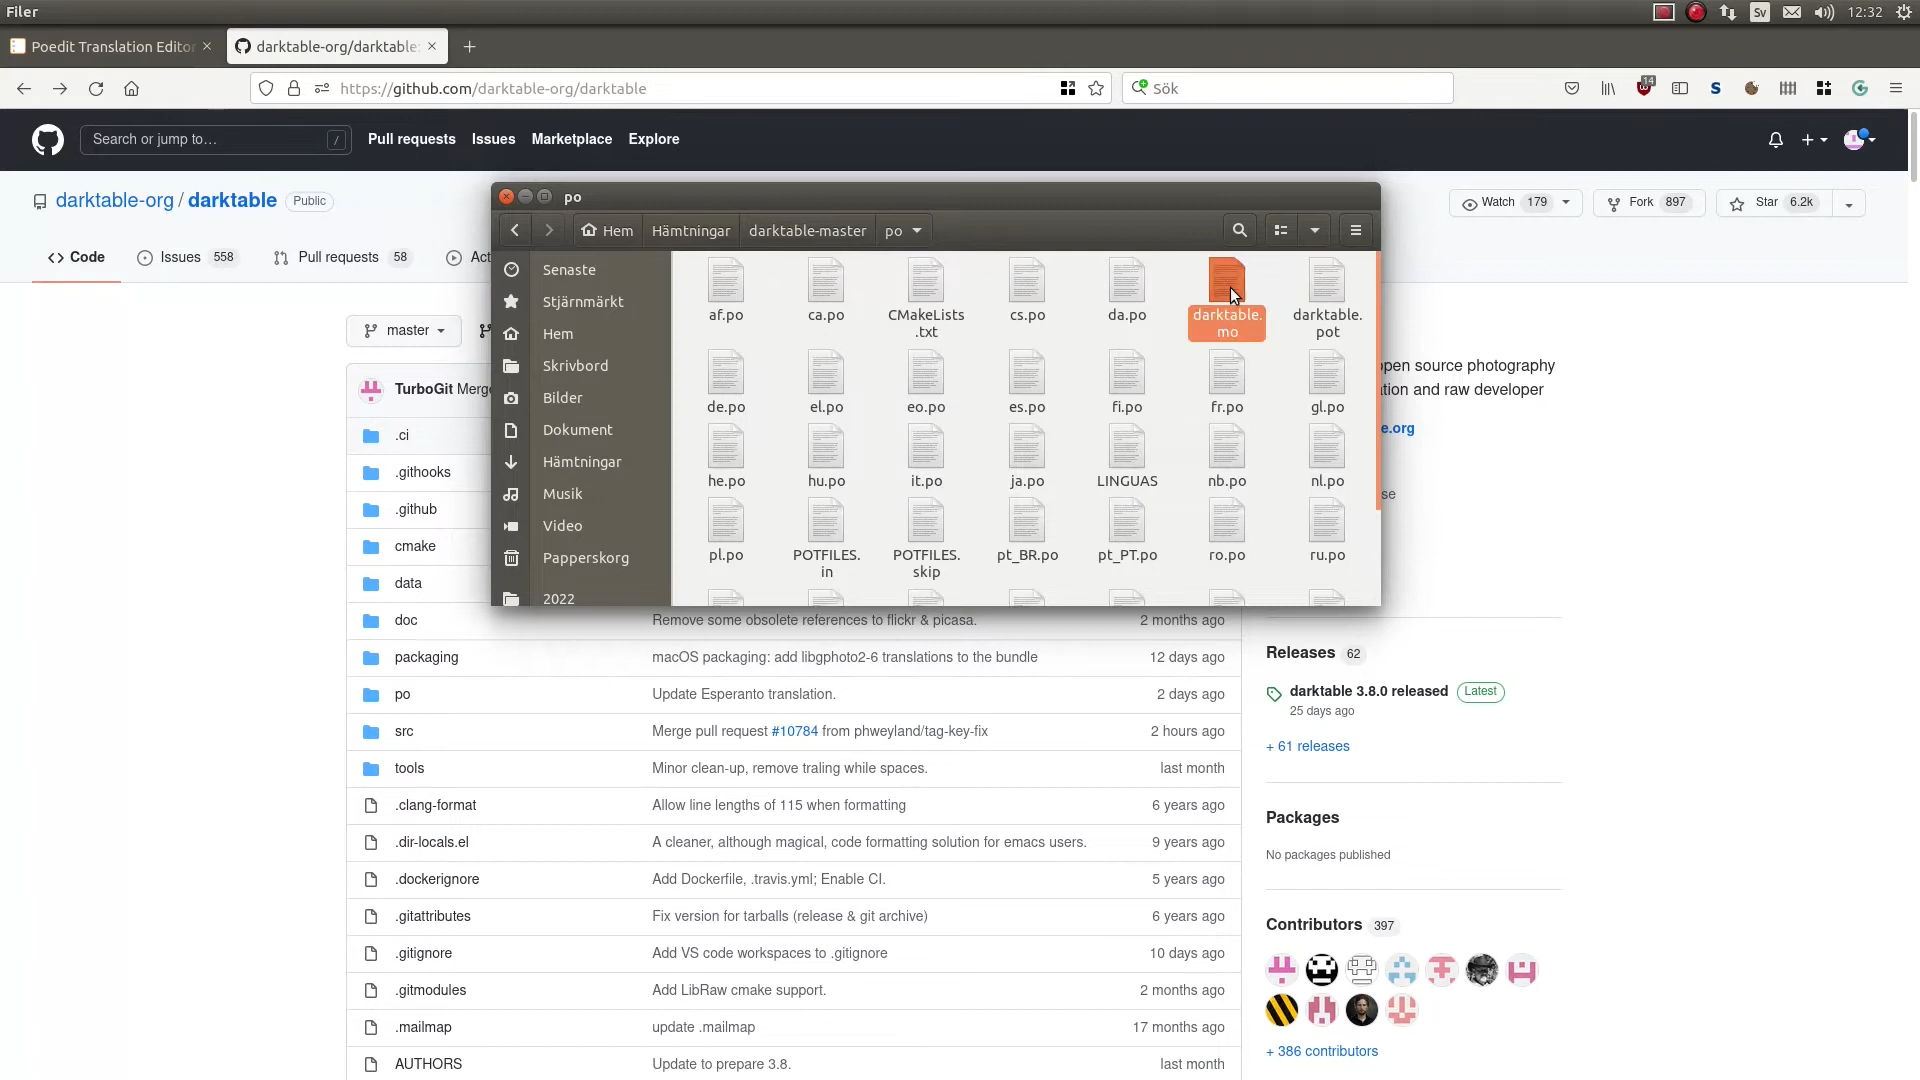 Filer
Sv
12:32
Poedit Translation Editor
darktable-org/darktable:
https://github.com/darktable-org/darktable
Sök
14
S
Search or jump to…
/
Pull requests
Issues
Marketplace
Explore
darktable-org / darktable
Public
Watch 179
Fork 897
Star 6.2k
Code
Issues 558
Pull requests 58
Act
po
Hem
Hämtningar
darktable-master
po
Senaste
Stjärnmärkt
Hem
Skrivbord
Bilder
Dokument
Hämtningar
Musik
Video
Papperskorg
2022
af.po
ca.po
CMakeLists
.txt
cs.po
da.po
darktable.
mo
darktable.
pot
de.po
el.po
eo.po
es.po
fi.po
fr.po
gl.po
he.po
hu.po
it.po
ja.po
LINGUAS
nb.po
nl.po
pl.po
POTFILES.
in
POTFILES.
skip
pt_BR.po
pt_PT.po
ro.po
ru.po
master
TurboGit Merge
.ci
.githooks
.github
cmake
data
doc Remove some obsolete references to flickr & picasa. 2 months ago
packaging macOS packaging: add libgphoto2-6 translations to the bundle 12 days ago
po Update Esperanto translation. 2 days ago
src Merge pull request #10784 from phweyland/tag-key-fix 2 hours ago
tools Minor clean-up, remove traling while spaces. last month
.clang-format Allow line lengths of 115 when formatting 6 years ago
.dir-locals.el A cleaner, although magical, code formatting solution for emacs users. 9 years ago
.dockerignore Add Dockerfile, .travis.yml; Enable CI. 5 years ago
.gitattributes Fix version for tarballs (release & git archive) 6 years ago
.gitignore Add VS code workspaces to .gitignore 10 days ago
.gitmodules Add LibRaw cmake support. 2 months ago
.mailmap update .mailmap 17 months ago
AUTHORS Update to prepare 3.8. last month
open source photography
tion and raw developer
e.org
se
Releases 62
darktable 3.8.0 released Latest
25 days ago
+ 61 releases
Packages
No packages published
Contributors 397
+ 386 contributors